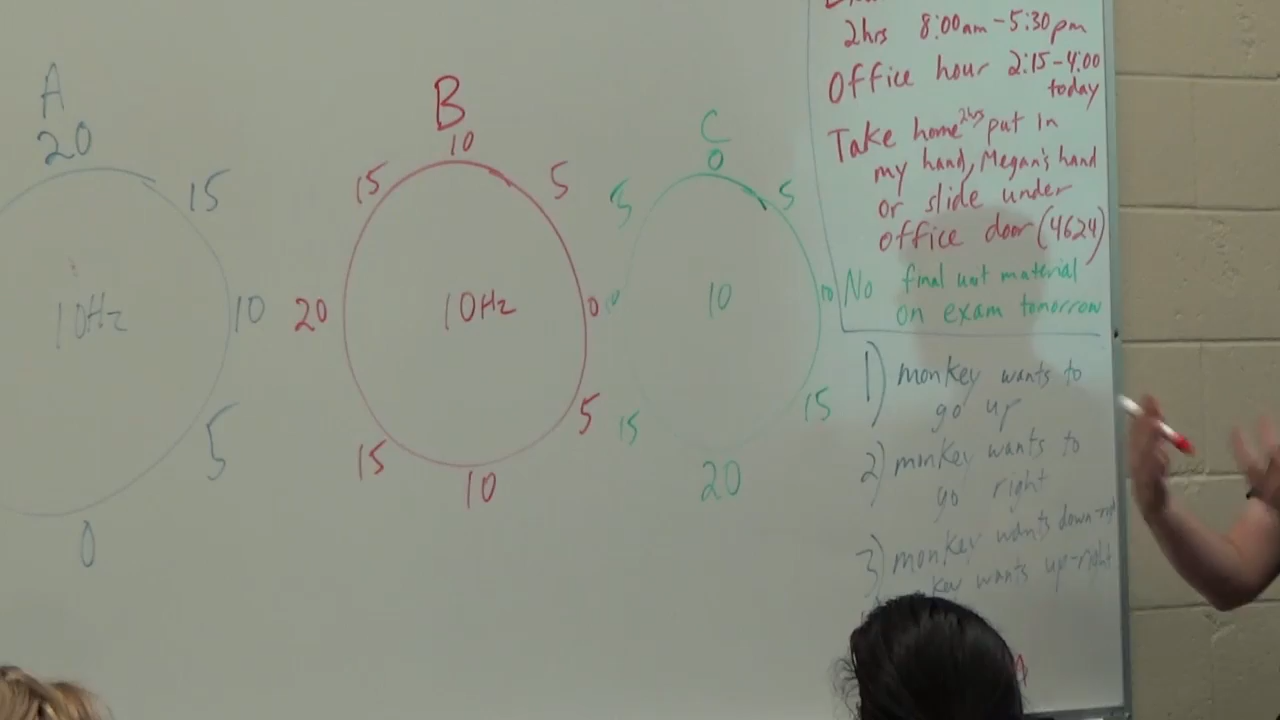 A
20
15
10Hz
10
5
0
B
10
15
5
20
10Hz
0
15
5
10
C
0
5
5
10
10
15
15
20
2hrs 8:00am-5:30pm
Office hour 2:15-4:00
today
Take home 2hrs put in
my hand, Megan's hand
or slide under
office door (4624)
No final unit material
on exam tomorrow
1) monkey wants to
go up
2) monkey wants to
go right
3) monkey wants down-right
key wants up-right